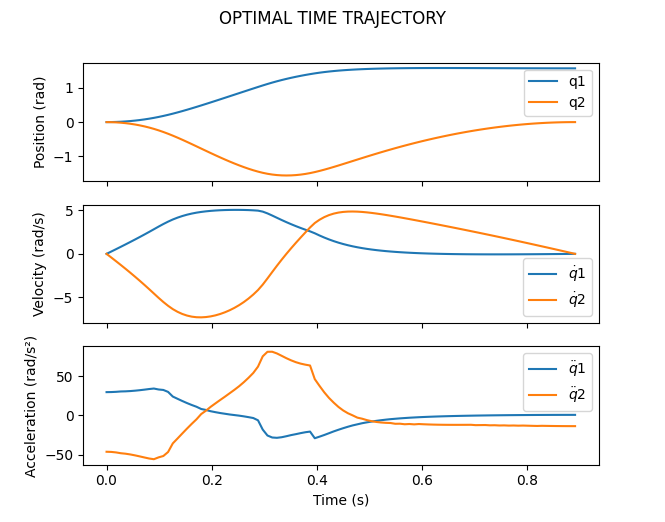 OPTIMAL TIME TRAJECTORY
Position (rad)
1
0
−1
q1
q2
Velocity (rad/s)
5
0
−5
q̇1
q̇2
Acceleration (rad/s²)
50
0
−50
q̈1
q̈2
0.0 0.2 0.4 0.6 0.8
Time (s)